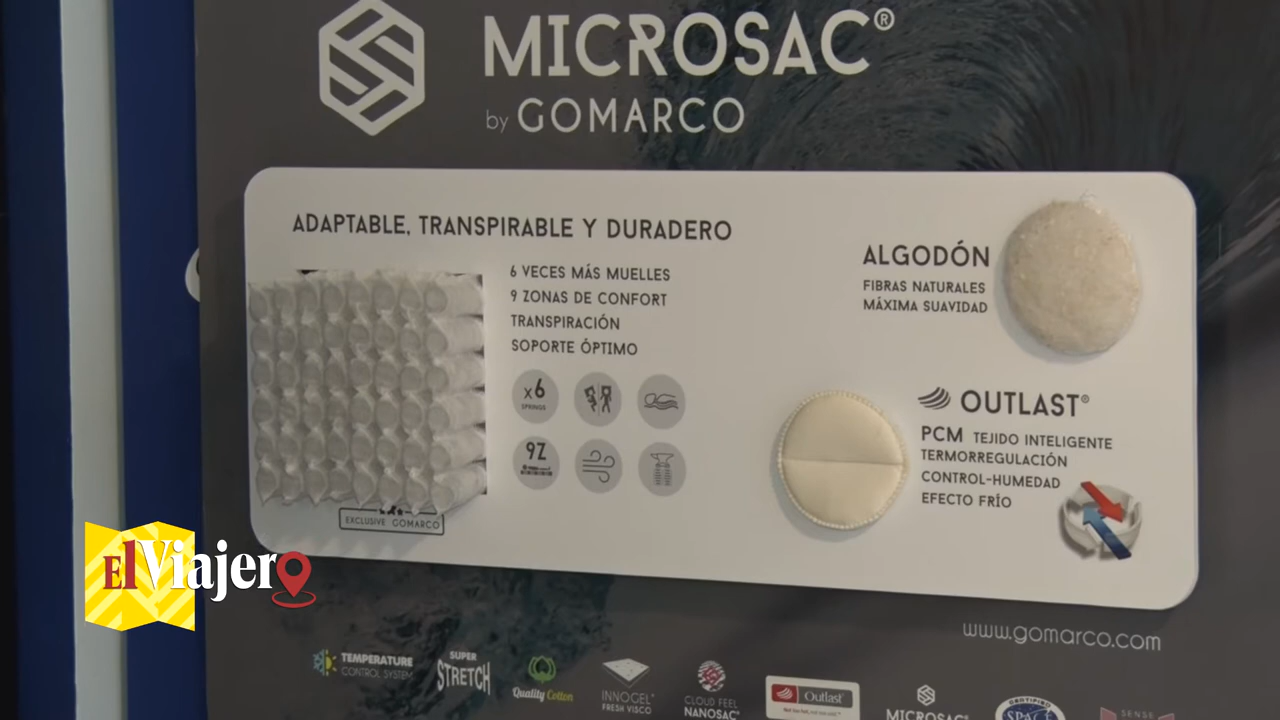 MICROSAC®
by GOMARCO
ADAPTABLE, TRANSPIRABLE Y DURADERO
6 VECES MÁS MUELLES
9 ZONAS DE CONFORT
TRANSPIRACIÓN
SOPORTE ÓPTIMO
x6
SPRINGS
9Z
EXCLUSIVE GOMARCO
ALGODÓN
FIBRAS NATURALES
MÁXIMA SUAVIDAD
OUTLAST®
PCM TEJIDO INTELIGENTE
TERMORREGULACIÓN
CONTROL-HUMEDAD
EFECTO FRÍO
El Viajero
www.gomarco.com
TEMPERATURE
CONTROL SYSTEM
SUPER
STRETCH
Quality Cotton
INNOGEL®
FRESH VISCO
CLOUD FEEL
NANOSAC®
Outlast®
MICROSAC®
CERTIFIED
SPACE
SENSE